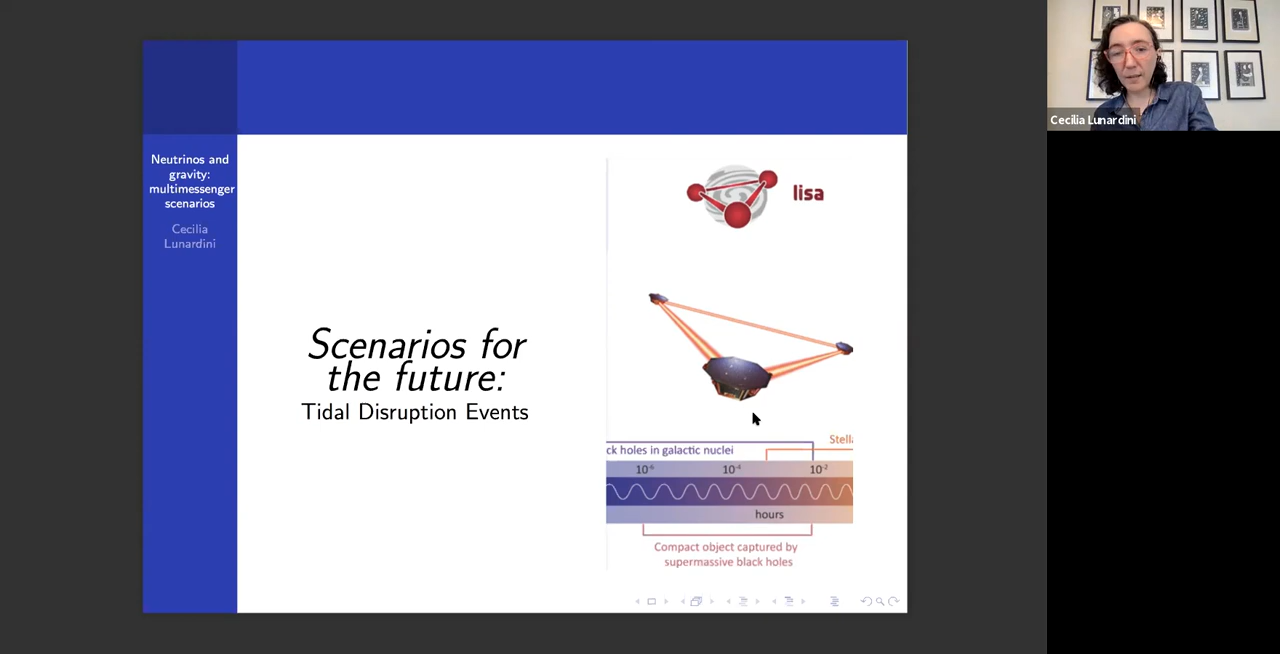 Neutrinos and
gravity:
multimessenger
scenarios
Cecilia
Lunardini
Scenarios for
the future:
Tidal Disruption Events
lisa
ck holes in galactic nuclei
Stella
10-6
10-4
10-2
hours
Compact object captured by
supermassive black holes
Cecilia Lunardini